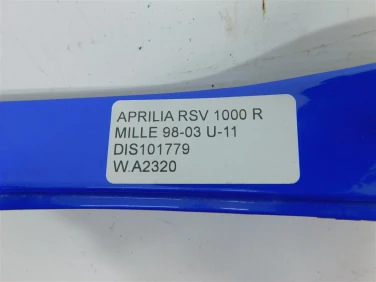 APRILIA RSV 1000 R
MILLE 98-03 U-11
DIS101779
W.A2320